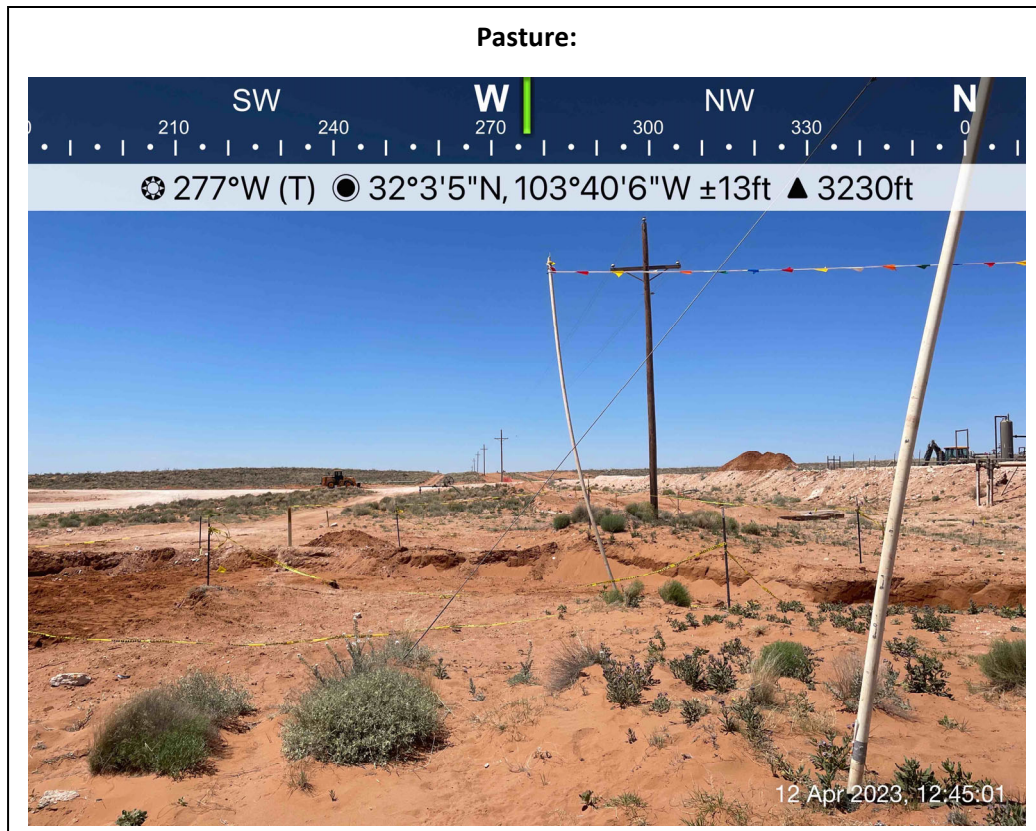 Pasture:
SW W NW N
0 210 240 270 300 330 0
277°W (T) 32°3'5"N, 103°40'6"W ±13ft ▲ 3230ft
12 Apr 2023, 12:45:01